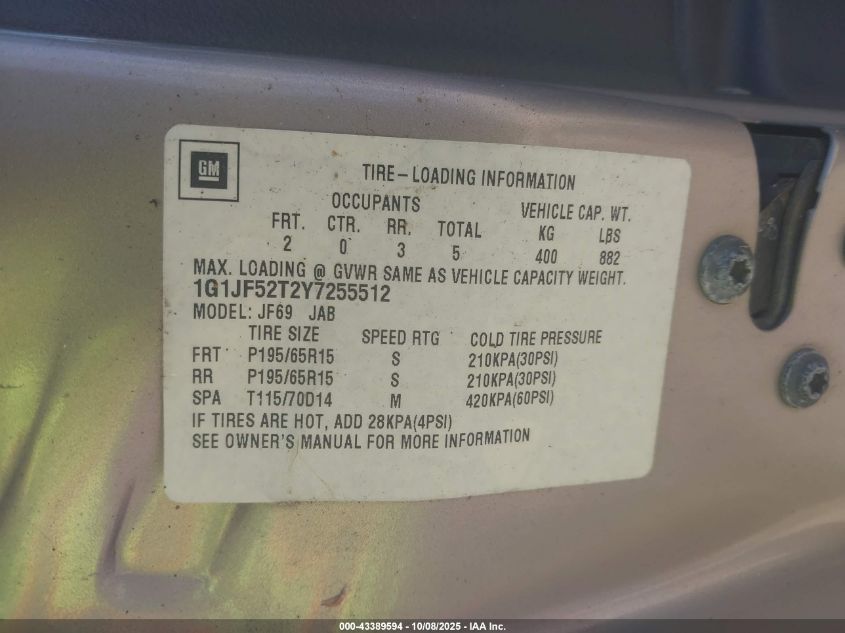 GM
TIRE-LOADING INFORMATION
OCCUPANTS VEHICLE CAP. WT.
FRT. CTR. RR. TOTAL KG LBS
2 0 3 5 400 882
MAX. LOADING @ GVWR SAME AS VEHICLE CAPACITY WEIGHT.
1G1JF52T2Y7255512
MODEL: JF69 JAB
TIRE SIZE SPEED RTG COLD TIRE PRESSURE
FRT P195/65R15 S 210KPA(30PSI)
RR P195/65R15 S 210KPA(30PSI)
SPA T115/70D14 M 420KPA(60PSI)
IF TIRES ARE HOT, ADD 28KPA(4PSI)
SEE OWNER'S MANUAL FOR MORE INFORMATION
000-43389594 - 10/08/2025 - IAA Inc.